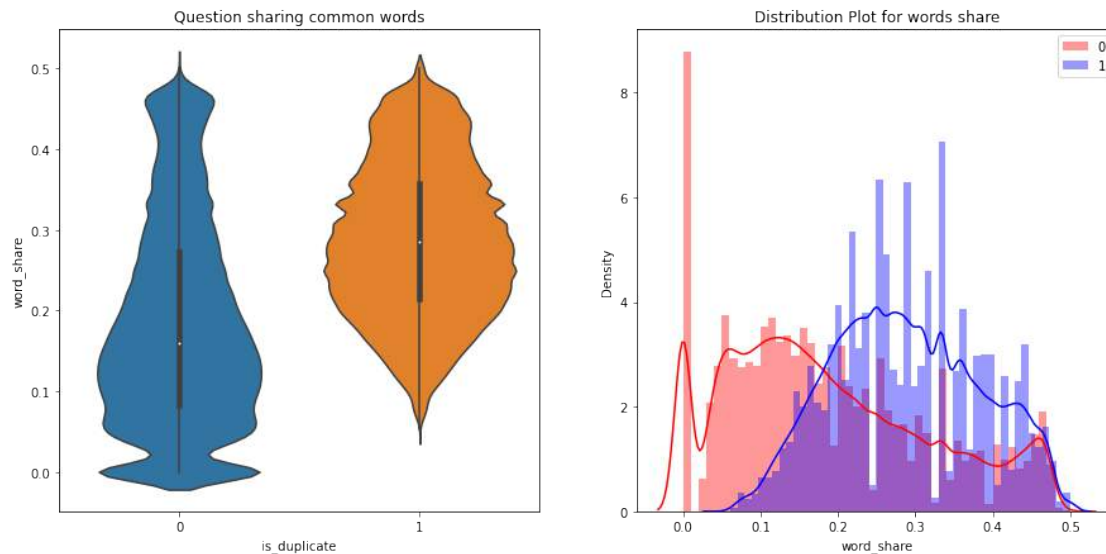 Question sharing common words
word_share
0.5
0.4
0.3
0.2
0.1
0.0
0 1
is_duplicate
Distribution Plot for words share
0
1
Density
8
6
4
2
0
0.0 0.1 0.2 0.3 0.4 0.5
word_share